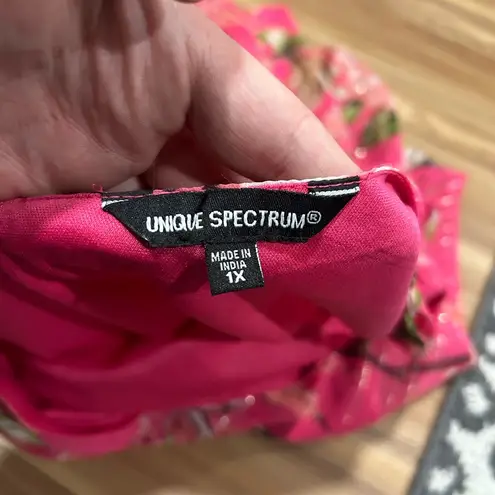 UNIQUE SPECTRUM®
MADE IN
INDIA
1X